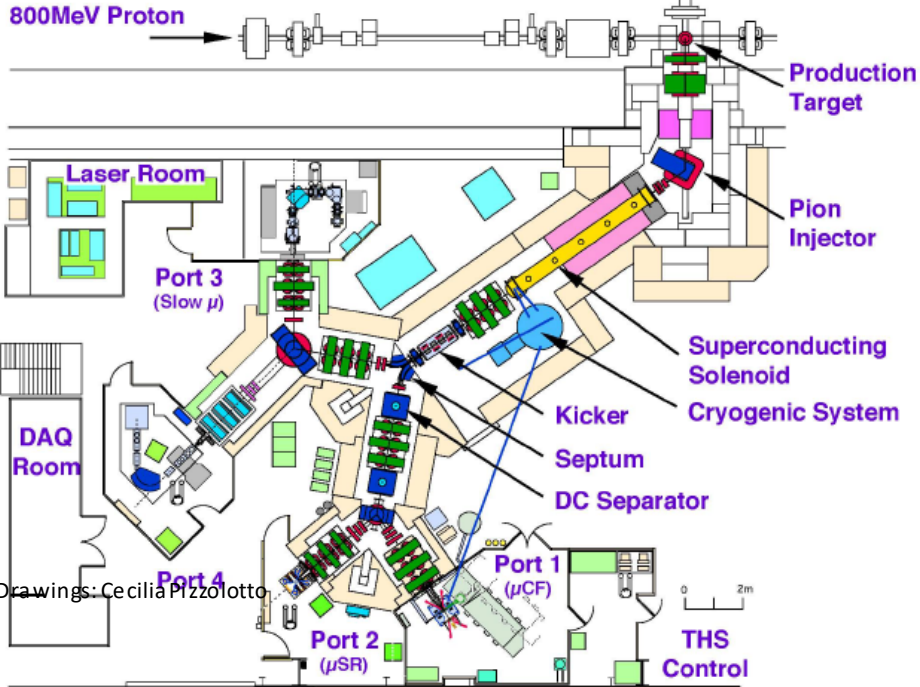 800MeV Proton
Production
Target
Laser Room
Pion
Injector
Port 3
(Slow μ)
Superconducting
Solenoid
Kicker
Cryogenic System
DAQ
Room
Septum
DC Separator
Port 1
(μCF)
Port 4
Drawings: Cecilia Pizzolotto
0 2m
Port 2
(μSR)
THS
Control